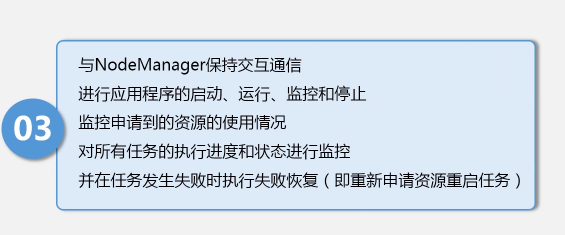 03
与NodeManager保持交互通信
进行应用程序的启动、运行、监控和停止
监控申请到的资源的使用情况
对所有任务的执行进度和状态进行监控
并在任务发生失败时执行失败恢复（即重新申请资源重启任务）